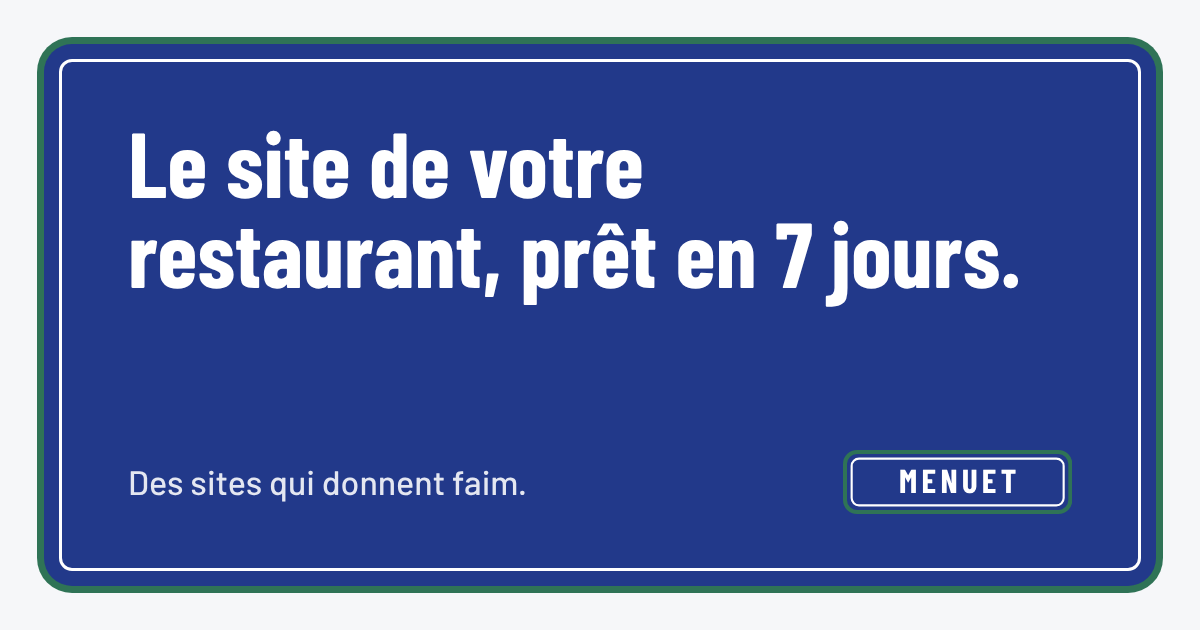 Le site de votre
restaurant, prêt en 7 jours.
Des sites qui donnent faim.
MENUET